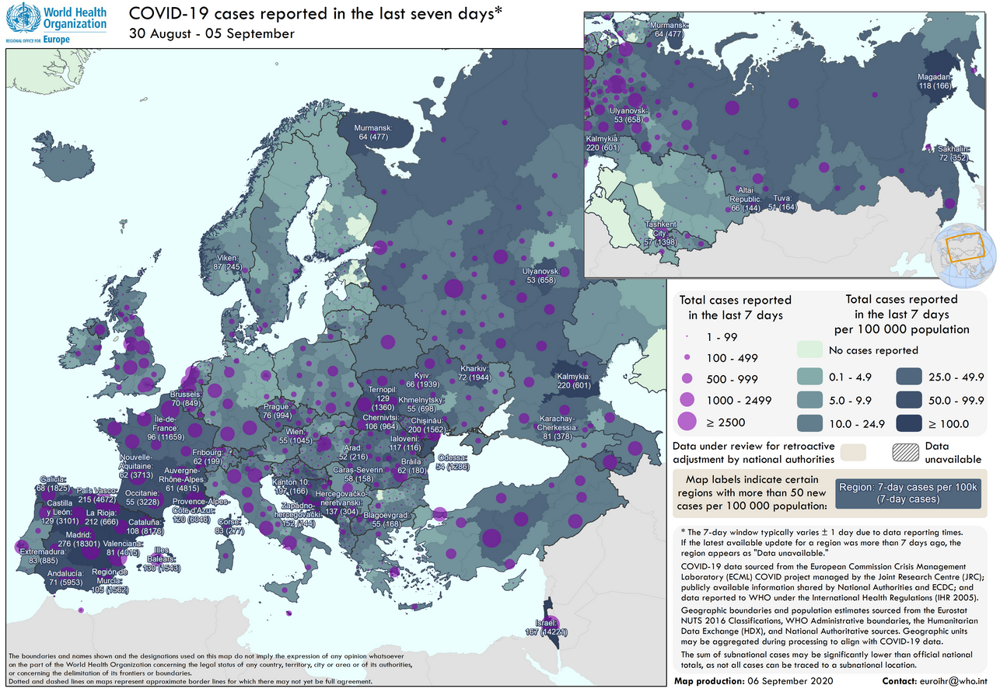 World Health
Organization
REGIONAL OFFICE FOR Europe
COVID-19 cases reported in the last seven days*
30 August - 05 September
Murmansk:
64 (477)
Magadan:
118 (166)
Ulyanovsk:
53 (658)
Kalmykia:
220 (601)
Sakhalin:
72 (352)
Altai
Republic:
66 (144)
Tuva:
51 (164)
Tashkent
City:
57 (1398)
Murmansk:
64 (477)
Viken:
87 (245)
Ulyanovsk:
53 (658)
Kharkiv:
72 (1944)
Kyiv:
66 (1939)
Kalmykia:
220 (601)
Ternopil:
129
(1360)
Khmelnytsky:
55 (698)
Brussels:
70 (849)
Prague:
76 (994)
Chernivtsi:
106 (964)
Chişinău:
200 (1562)
Karachay-
Cherkessia:
81 (378)
Île-de-
France:
96 (11659)
Wien:
55 (1045)
Ialoveni:
117 (116)
Fribourg:
62 (199)
Arad:
52 (216)
Odessa:
54 (1286)
Nouvelle-
Aquitaine:
62 (3713)
Brăila:
62 (180)
Auvergne-
Rhône-Alpes:
61 (4815)
Caras-Severin:
58 (158)
Galicia:
68 (1825)
País Vasco:
215 (4672)
Occitanie:
55 (3228)
Kanton 10:
197 (166)
Hercegovačko-
neretvanski:
137 (304)
Castilla
y León:
129 (3101)
La Rioja:
212 (666)
Provence-Alpes-
Côte d'Azur:
120 (6046)
Zapadno-
hercegovački:
152 (144)
Blagoevgrad:
55 (168)
Cataluña:
108 (8176)
Corse:
83 (277)
Madrid:
276 (18301)
Valenciana:
81 (4015)
Extremadura:
83 (885)
Illes
Balears:
130 (1543)
Andalucía:
71 (5953)
Región de
Murcia:
105 (1562)
Israel:
167 (14221)
The boundaries and names shown and the designations used on this map do not imply the expression of any opinion whatsoever
on the part of the World Health Organization concerning the legal status of any country, territory, city or area or of its authorities,
or concerning the delimitation of its frontiers or boundaries.
Dotted and dashed lines on maps represent approximate border lines for which there may not yet be full agreement.
Total cases reported
in the last 7 days
1 - 99
100 - 499
500 - 999
1000 - 2499
≥ 2500
Total cases reported
in the last 7 days
per 100 000 population
No cases reported
0.1 - 4.9
5.0 - 9.9
10.0 - 24.9
25.0 - 49.9
50.0 - 99.9
≥ 100.0
Data under review for retroactive
adjustment by national authorities
Data
unavailable
Map labels indicate certain
regions with more than 50 new
cases per 100 000 population:
Region: 7-day cases per 100k
(7-day cases)
* The 7-day window typically varies ± 1 day due to data reporting times.
If the latest available update for a region was more than 7 days ago, the
region appears as "Data unavailable."
COVID-19 data sourced from the European Commission Crisis Management
Laboratory (ECML) COVID project managed by the Joint Research Centre (JRC);
publicly available information shared by National Authorities and ECDC; and
data reported to WHO under the International Health Regulations (IHR 2005).
Geographic boundaries and population estimates sourced from the Eurostat
NUTS 2016 Classifications, WHO Administrative boundaries, the Humanitarian
Data Exchange (HDX), and National Authoritative sources. Geographic units
may be aggregated during processing to align with COVID-19 data.
The sum of subnational cases may be significantly lower than official national
totals, as not all cases can be traced to a subnational location.
Map production: 06 September 2020
Contact: euroihr@who.int